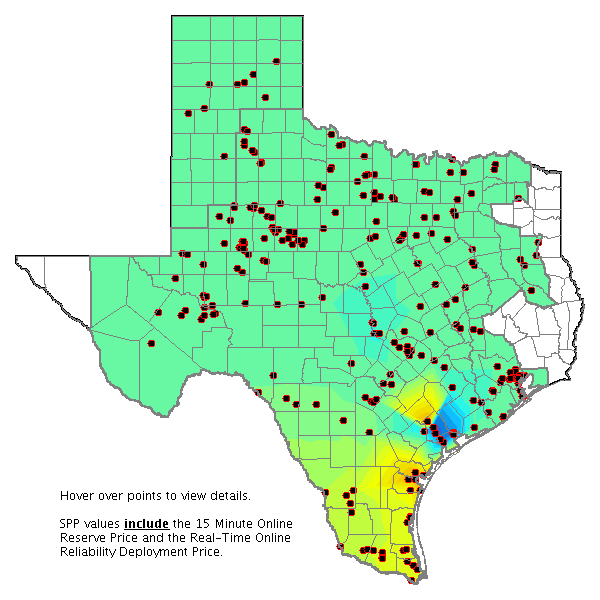 Hover over points to view details.
SPP values include the 15 Minute Online
Reserve Price and the Real-Time Online
Reliability Deployment Price.